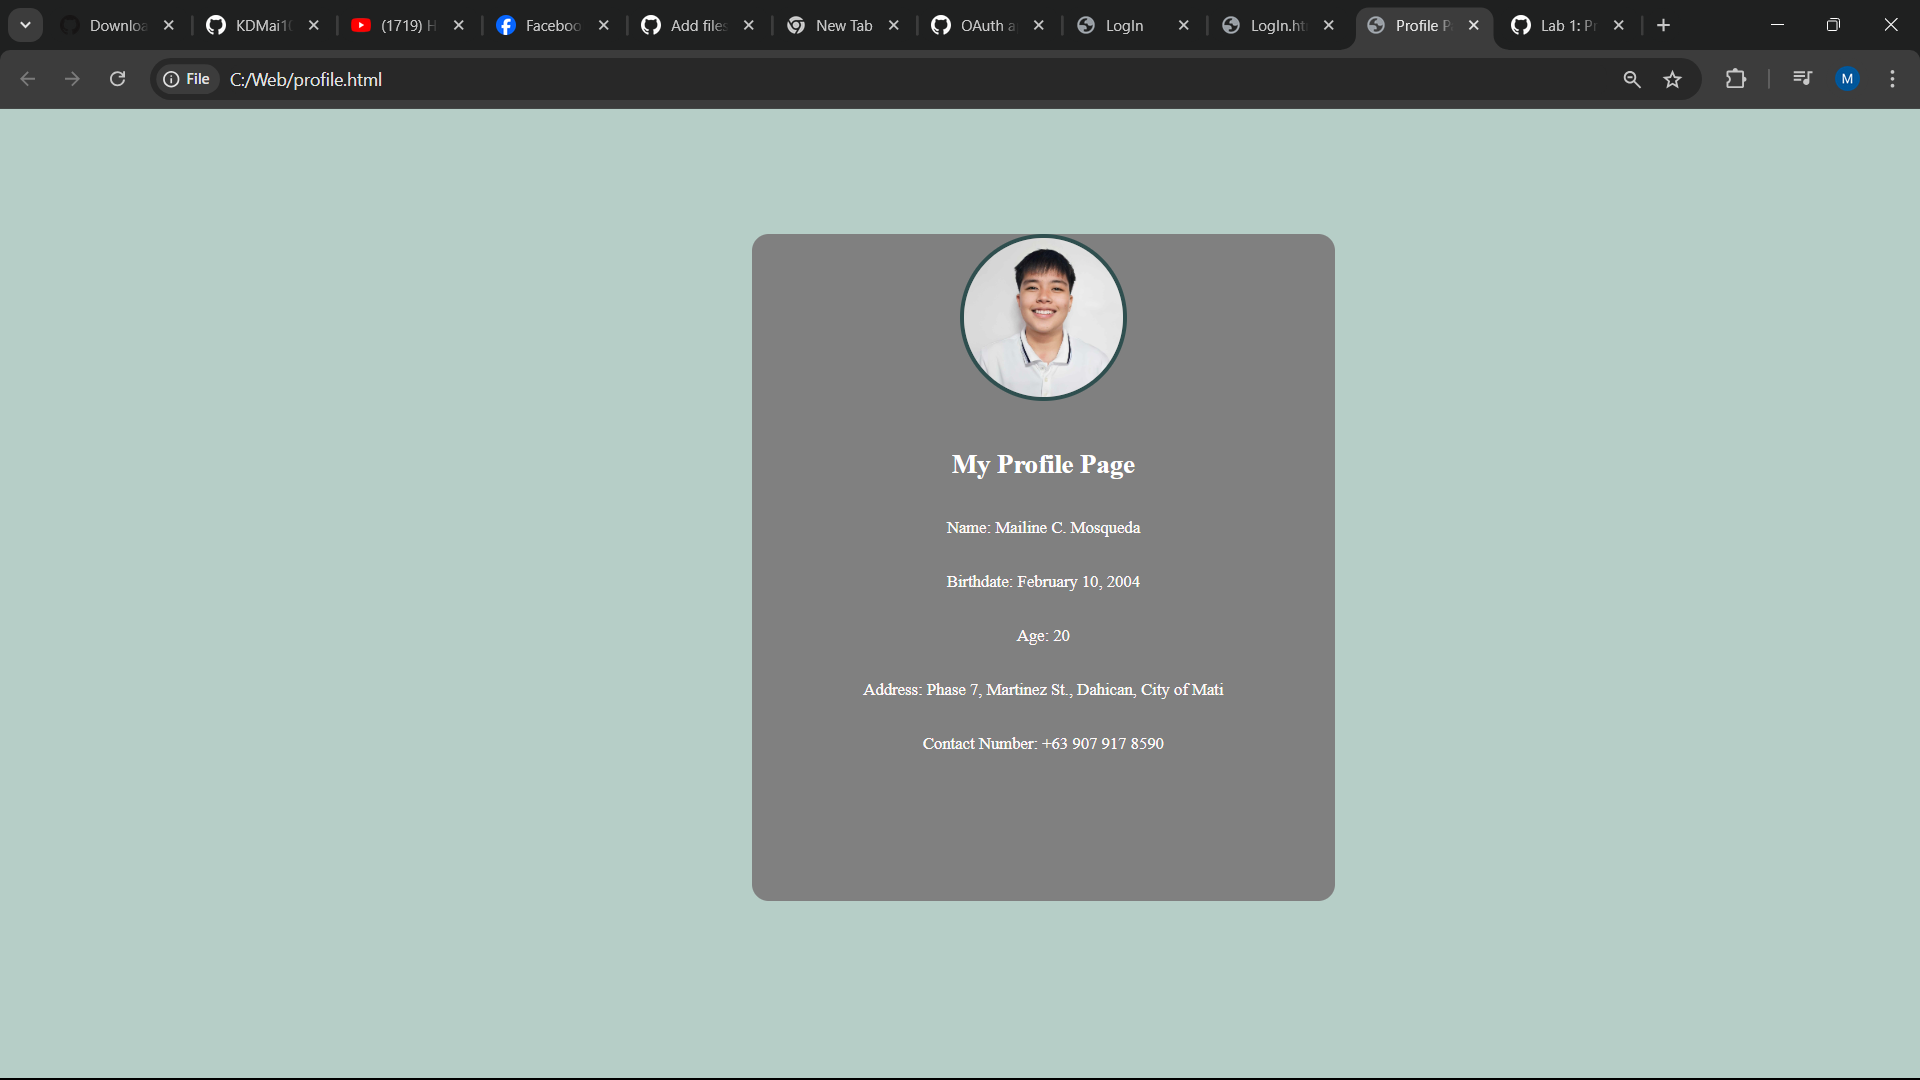 Downloa
KDMai1
(1719) H
Faceboo
Add files
New Tab
OAuth a
LogIn
LogIn.ht
Profile P
Lab 1: Pr
File
C:/Web/profile.html
M
My Profile Page
Name: Mailine C. Mosqueda
Birthdate: February 10, 2004
Age: 20
Address: Phase 7, Martinez St., Dahican, City of Mati
Contact Number: +63 907 917 8590